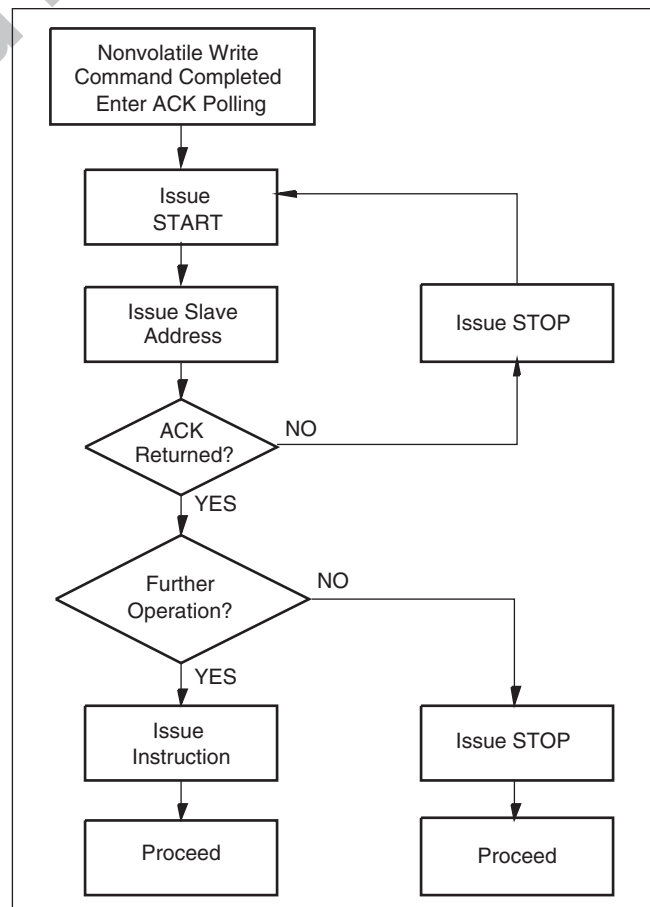 Nonvolatile Write
Command Completed
Enter ACK Polling
Issue
START
Issue Slave
Address
Issue STOP
ACK
Returned?
NO
YES
Further
Operation?
NO
YES
Issue
Instruction
Issue STOP
Proceed
Proceed